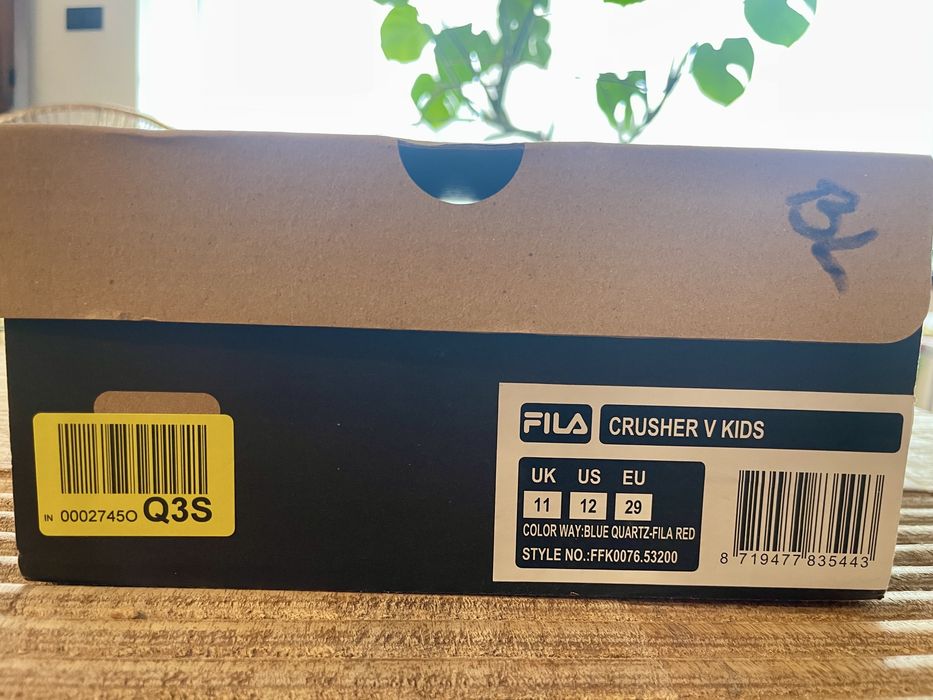 IN 0002745O Q3S
FILA CRUSHER V KIDS
UK US EU
11 12 29
COLOR WAY:BLUE QUARTZ-FILA RED
STYLE NO.:FFK0076.53200
8 719477 835443